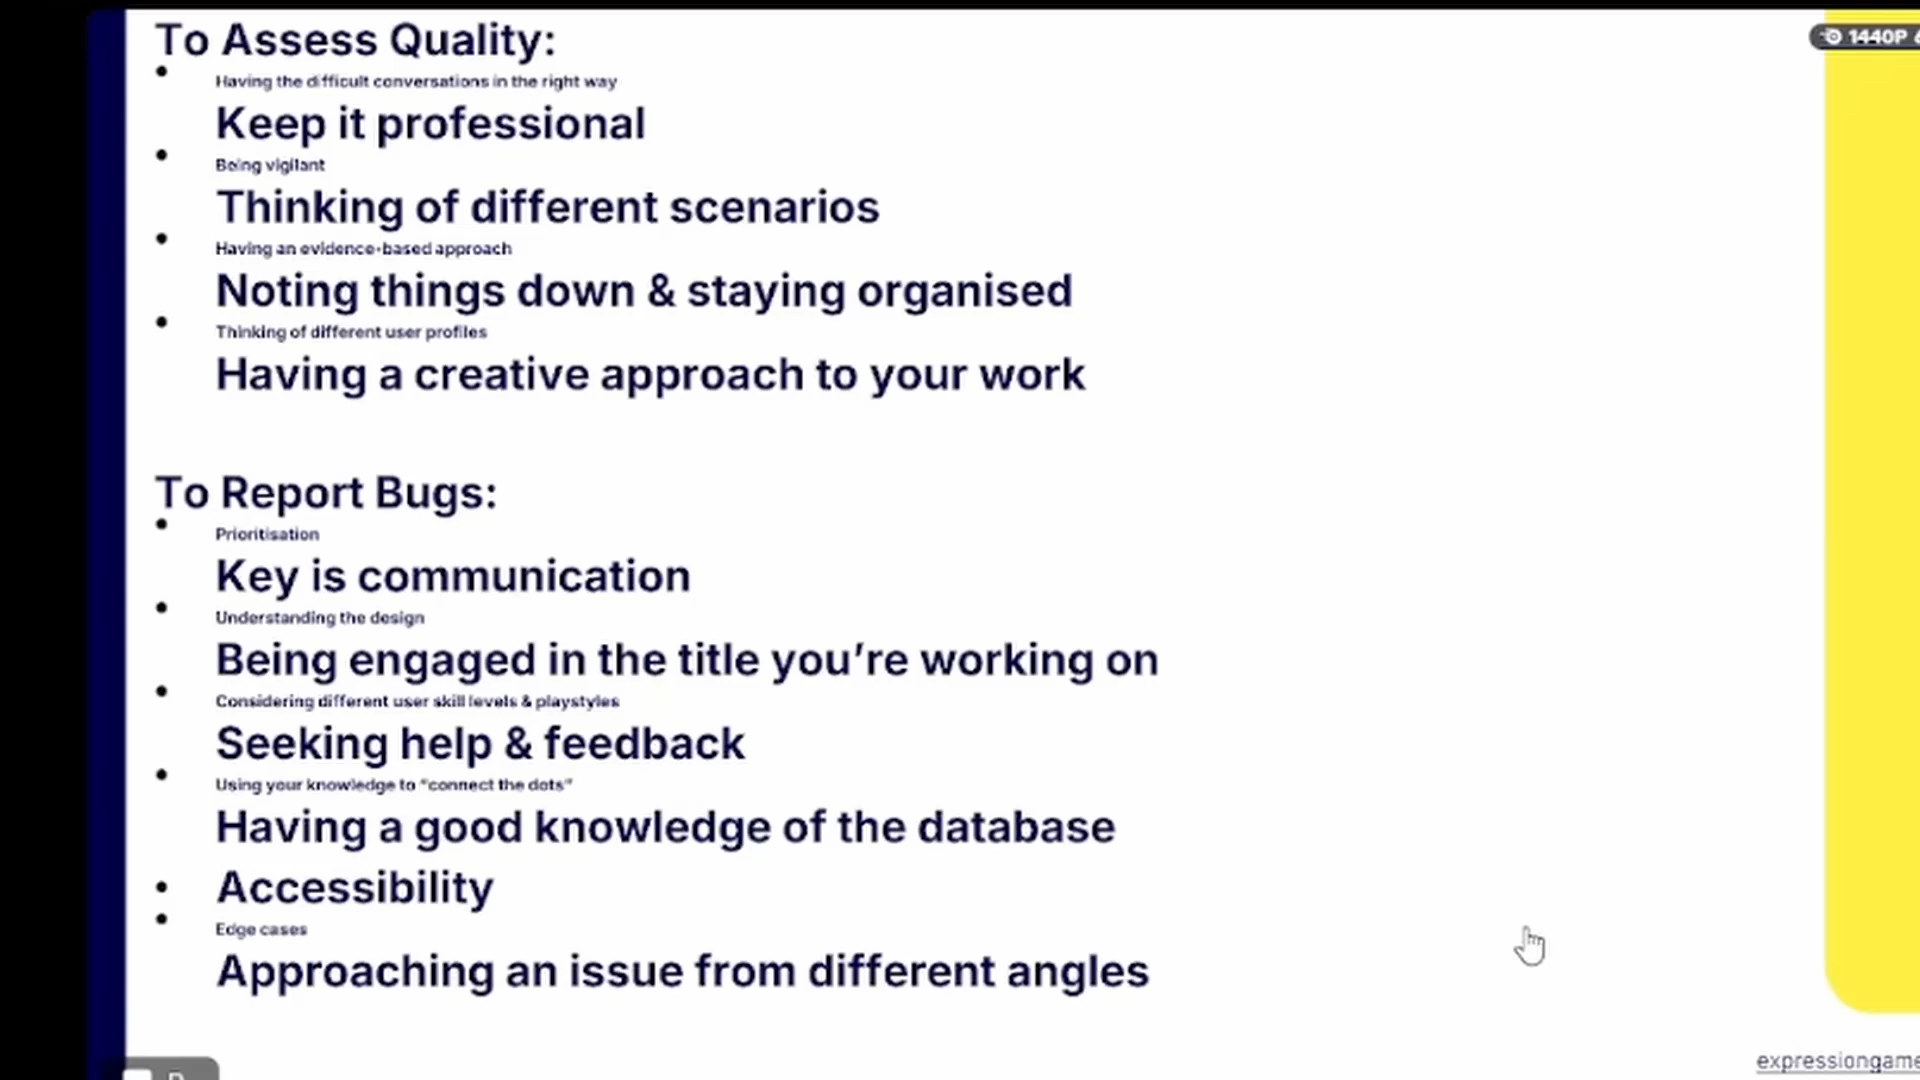 To Assess Quality:
1440P
Having the difficult conversations in the right way
Keep it professional
Being vigilant
Thinking of different scenarios
Having an evidence-based approach
Noting things down & staying organised
Thinking of different user profiles
Having a creative approach to your work
To Report Bugs:
Prioritisation
Key is communication
Understanding the design
Being engaged in the title you’re working on
Considering different user skill levels & playstyles
Seeking help & feedback
Using your knowledge to “connect the dots”
Having a good knowledge of the database
Accessibility
Edge cases
Approaching an issue from different angles
expressiongame